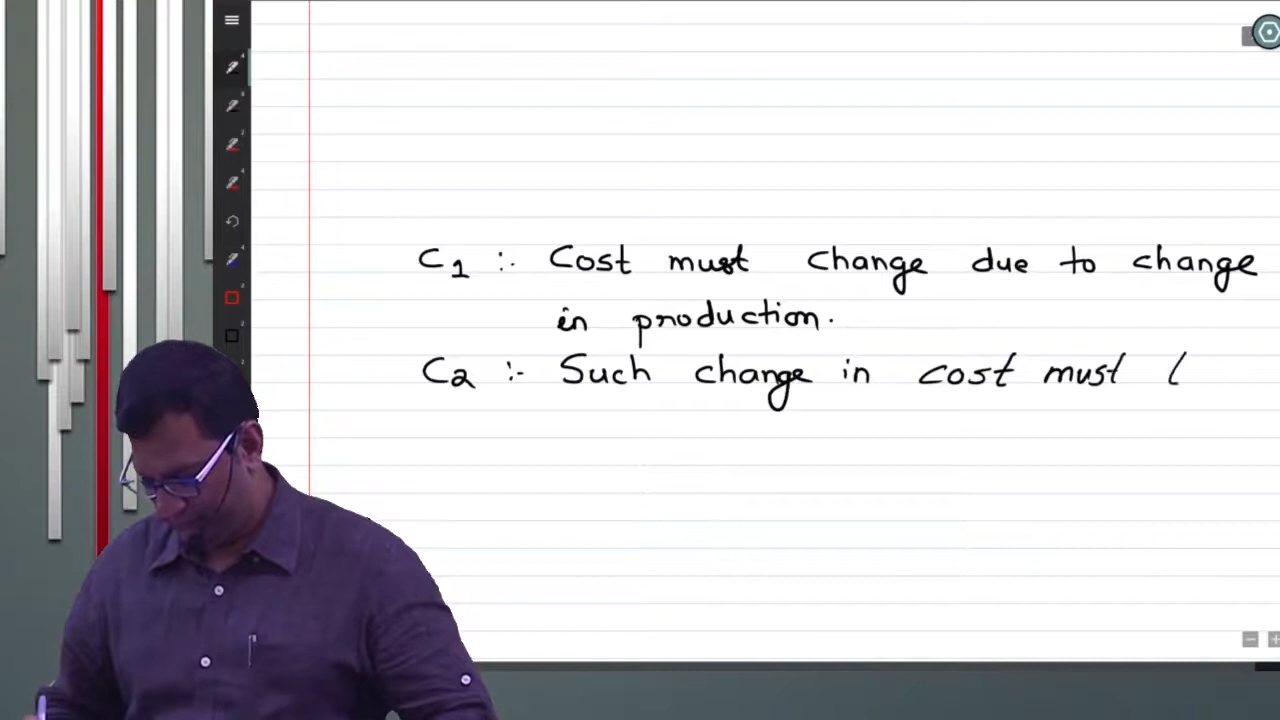 C1 :- Cost must change due to change
in production.
C2 :- Such change in cost must